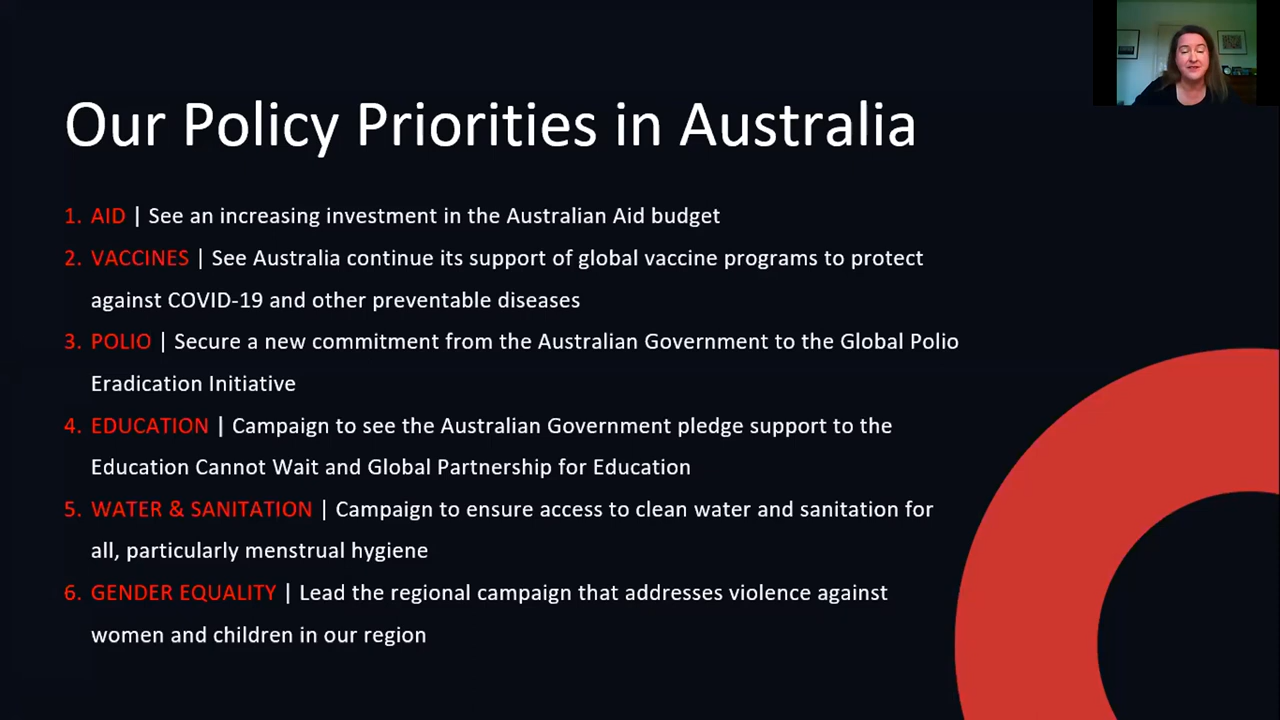 Our Policy Priorities in Australia
1. AID | See an increasing investment in the Australian Aid budget
2. VACCINES | See Australia continue its support of global vaccine programs to protect
against COVID-19 and other preventable diseases
3. POLIO | Secure a new commitment from the Australian Government to the Global Polio
Eradication Initiative
4. EDUCATION | Campaign to see the Australian Government pledge support to the
Education Cannot Wait and Global Partnership for Education
5. WATER & SANITATION | Campaign to ensure access to clean water and sanitation for
all, particularly menstrual hygiene
6. GENDER EQUALITY | Lead the regional campaign that addresses violence against
women and children in our region